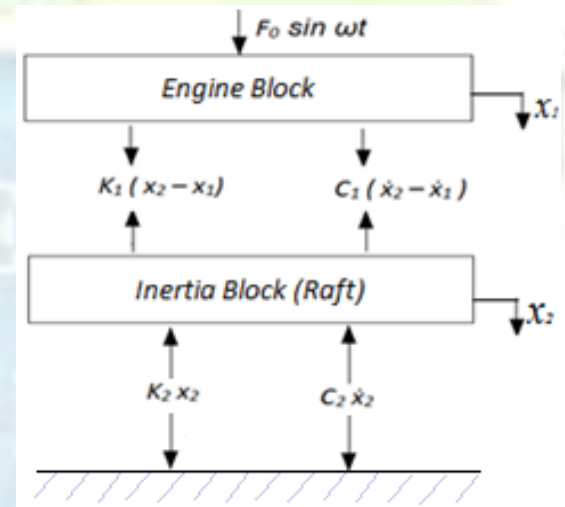 F₀ sin ωt
Engine Block
x₁
K₁ ( x₂ – x₁)
C₁ ( ẋ₂ – ẋ₁ )
Inertia Block (Raft)
x₂
K₂ x₂
C₂ ẋ₂